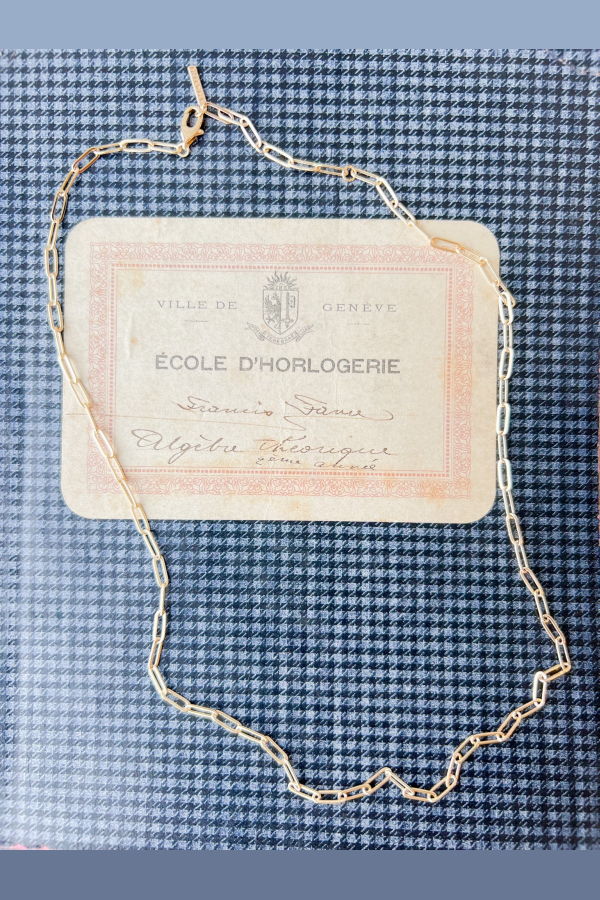 VILLE DE GENÈVE
ÉCOLE D'HORLOGERIE
Francis Favre
Algèbre théorique
2ème année